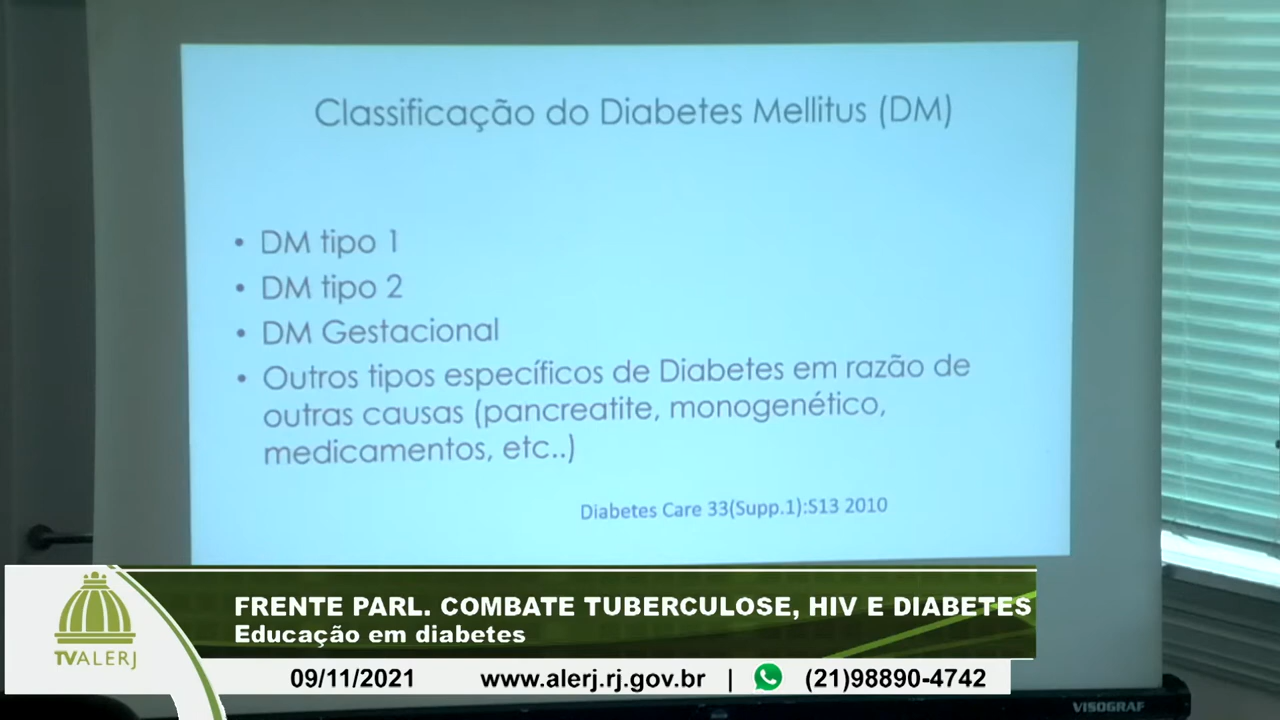 Classificação do Diabetes Mellitus (DM)
• DM tipo 1
• DM tipo 2
• DM Gestacional
• Outros tipos específicos de Diabetes em razão de
outras causas (pancreatite, monogenético,
medicamentos, etc..)
Diabetes Care 33(Supp.1):S13 2010
FRENTE PARL. COMBATE TUBERCULOSE, HIV E DIABETES
Educação em diabetes
TVALERJ
09/11/2021 www.alerj.rj.gov.br | (21)98890-4742
VISOGRAF